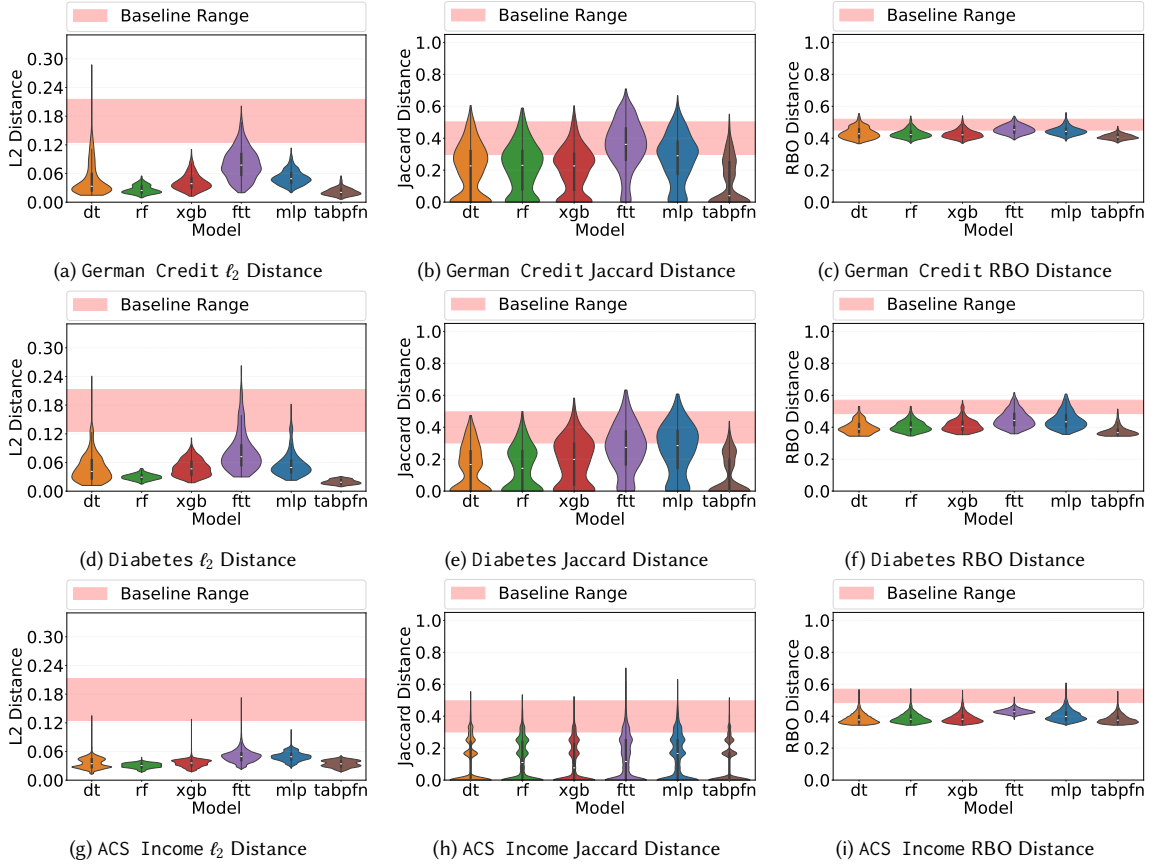 Baseline Range
Baseline Range
Baseline Range
L2 Distance
0.30
0.24
0.18
0.12
0.06
0.00
dt rf xgb ftt mlp tabpfn
Model
Jaccard Distance
1.0
0.8
0.6
0.4
0.2
0.0
dt rf xgb ftt mlp tabpfn
Model
RBO Distance
1.0
0.8
0.6
0.4
0.2
0.0
dt rf xgb ftt mlp tabpfn
Model
(a) German Credit ℓ2 Distance
(b) German Credit Jaccard Distance
(c) German Credit RBO Distance
Baseline Range
Baseline Range
Baseline Range
L2 Distance
0.30
0.24
0.18
0.12
0.06
0.00
dt rf xgb ftt mlp tabpfn
Model
Jaccard Distance
1.0
0.8
0.6
0.4
0.2
0.0
dt rf xgb ftt mlp tabpfn
Model
RBO Distance
1.0
0.8
0.6
0.4
0.2
0.0
dt rf xgb ftt mlp tabpfn
Model
(d) Diabetes ℓ2 Distance
(e) Diabetes Jaccard Distance
(f) Diabetes RBO Distance
Baseline Range
Baseline Range
Baseline Range
L2 Distance
0.30
0.24
0.18
0.12
0.06
0.00
dt rf xgb ftt mlp tabpfn
Model
Jaccard Distance
1.0
0.8
0.6
0.4
0.2
0.0
dt rf xgb ftt mlp tabpfn
Model
RBO Distance
1.0
0.8
0.6
0.4
0.2
0.0
dt rf xgb ftt mlp tabpfn
Model
(g) ACS Income ℓ2 Distance
(h) ACS Income Jaccard Distance
(i) ACS Income RBO Distance